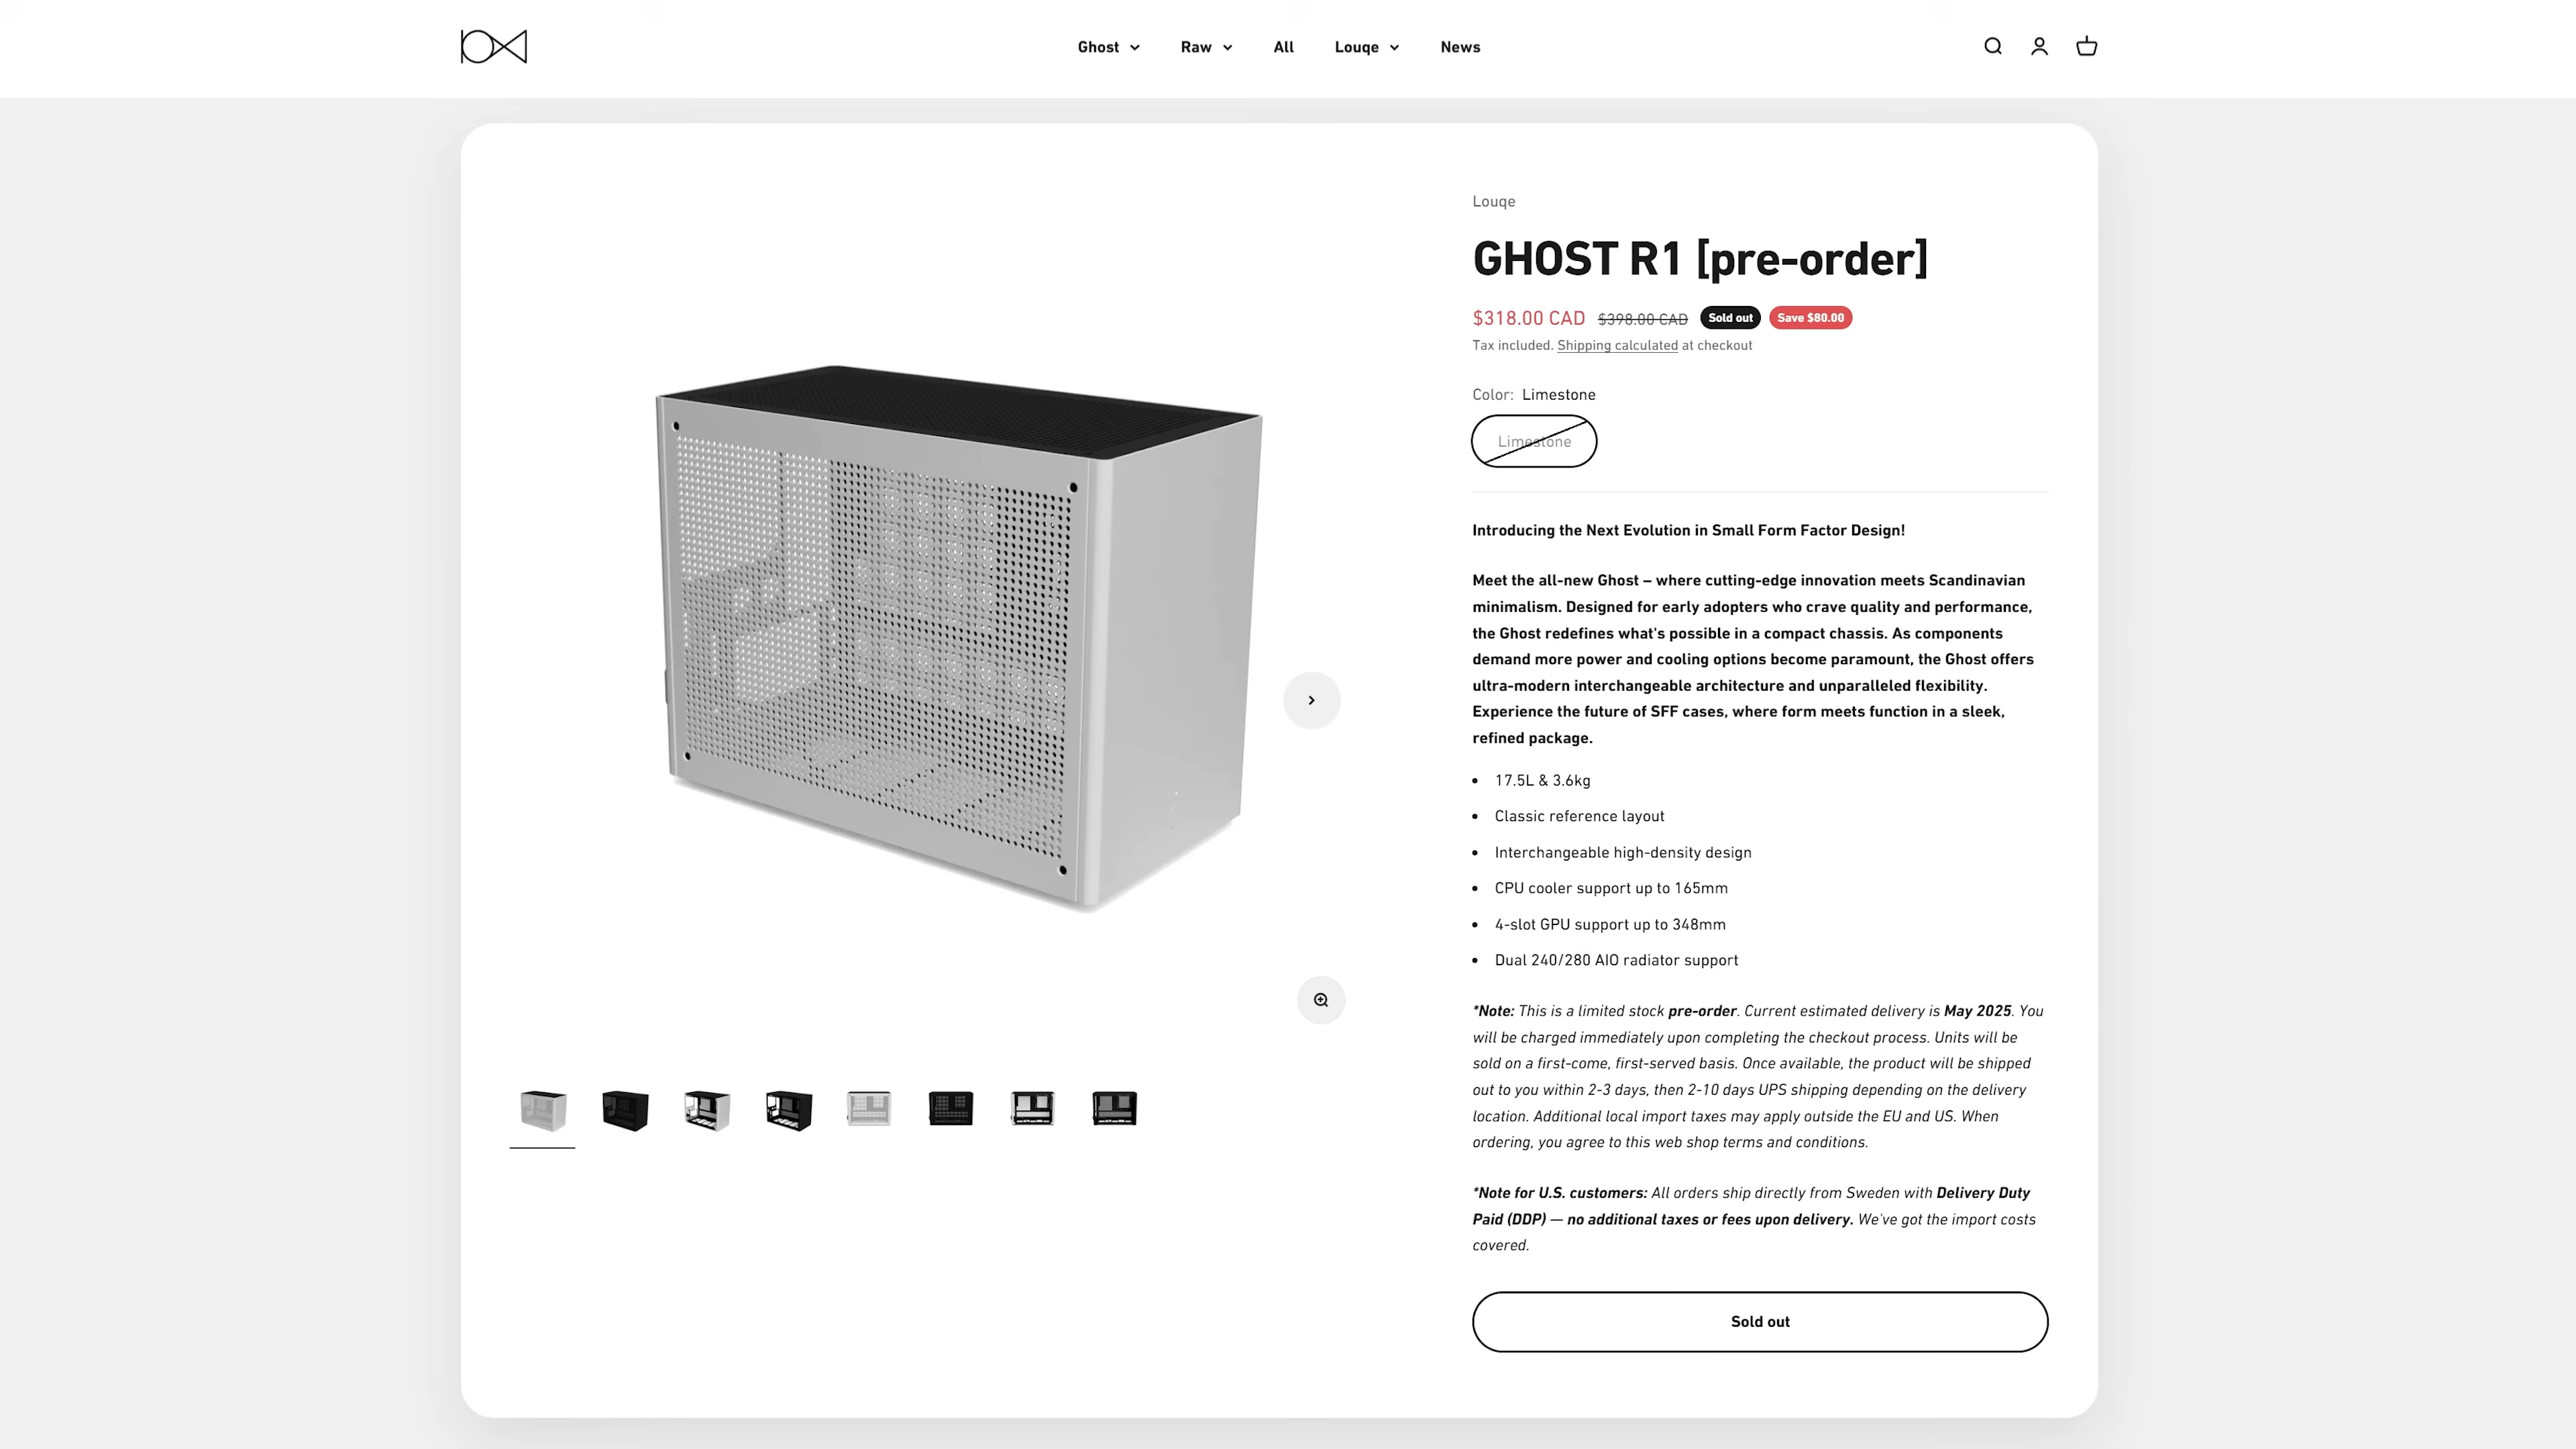 Ghost
Raw
All
Louqe
News
Louqe
GHOST R1 [pre-order]
$318.00 CAD $398.00 CAD Sold out Save $80.00
Tax included. Shipping calculated at checkout
Color: Limestone
Limestone
Introducing the Next Evolution in Small Form Factor Design!
Meet the all-new Ghost – where cutting-edge innovation meets Scandinavian
minimalism. Designed for early adopters who crave quality and performance,
the Ghost redefines what's possible in a compact chassis. As components
demand more power and cooling options become paramount, the Ghost offers
ultra-modern interchangeable architecture and unparalleled flexibility.
Experience the future of SFF cases, where form meets function in a sleek,
refined package.
• 17.5L & 3.6kg
• Classic reference layout
• Interchangeable high-density design
• CPU cooler support up to 165mm
• 4-slot GPU support up to 348mm
• Dual 240/280 AIO radiator support
*Note: This is a limited stock pre-order. Current estimated delivery is May 2025. You
will be charged immediately upon completing the checkout process. Units will be
sold on a first-come, first-served basis. Once available, the product will be shipped
out to you within 2-3 days, then 2-10 days UPS shipping depending on the delivery
location. Additional local import taxes may apply outside the EU and US. When
ordering, you agree to this web shop terms and conditions.
*Note for U.S. customers: All orders ship directly from Sweden with Delivery Duty
Paid (DDP) — no additional taxes or fees upon delivery. We've got the import costs
covered.
Sold out